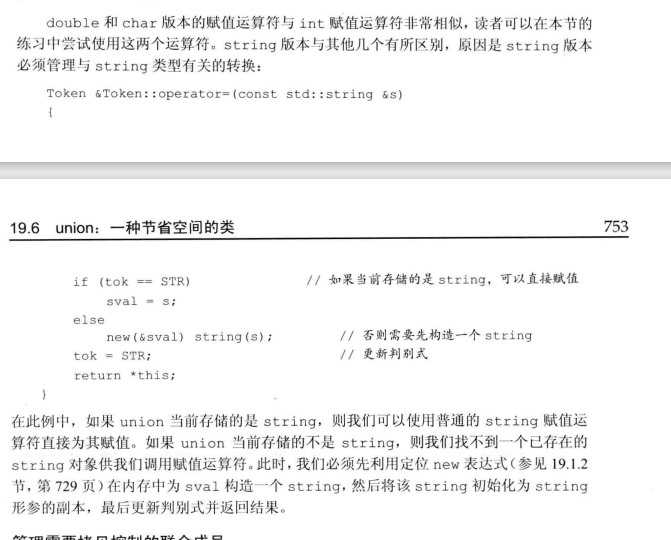 double 和 char 版本的赋值运算符与 int 赋值运算符非常相似，读者可以在本节的
练习中尝试使用这两个运算符。string 版本与其他几个有所区别，原因是 string 版本
必须管理与 string 类型有关的转换：
Token &Token::operator=(const std::string &s)
{
19.6 union：一种节省空间的类 753
if (tok == STR) // 如果当前存储的是 string，可以直接赋值
sval = s;
else
new(&sval) string(s); // 否则需要先构造一个 string
tok = STR; // 更新判别式
return *this;
}
在此例中，如果 union 当前存储的是 string，则我们可以使用普通的 string 赋值运
算符直接为其赋值。如果 union 当前存储的不是 string，则我们找不到一个已存在的
string 对象供我们调用赋值运算符。此时，我们必须先利用定位 new 表达式（参见 19.1.2
节，第 729 页）在内存中为 sval 构造一个 string，然后将该 string 初始化为 string
形参的副本，最后更新判别式并返回结果。
管理需要拷贝控制的联合成员